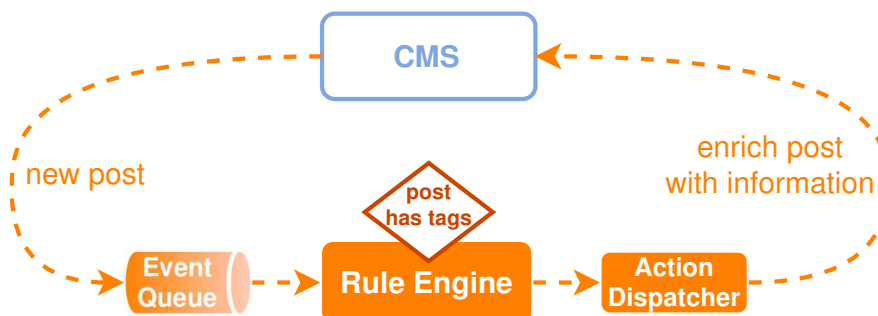 CMS
new post
enrich post
with information
post
has tags
Event
Queue
Rule Engine
Action
Dispatcher